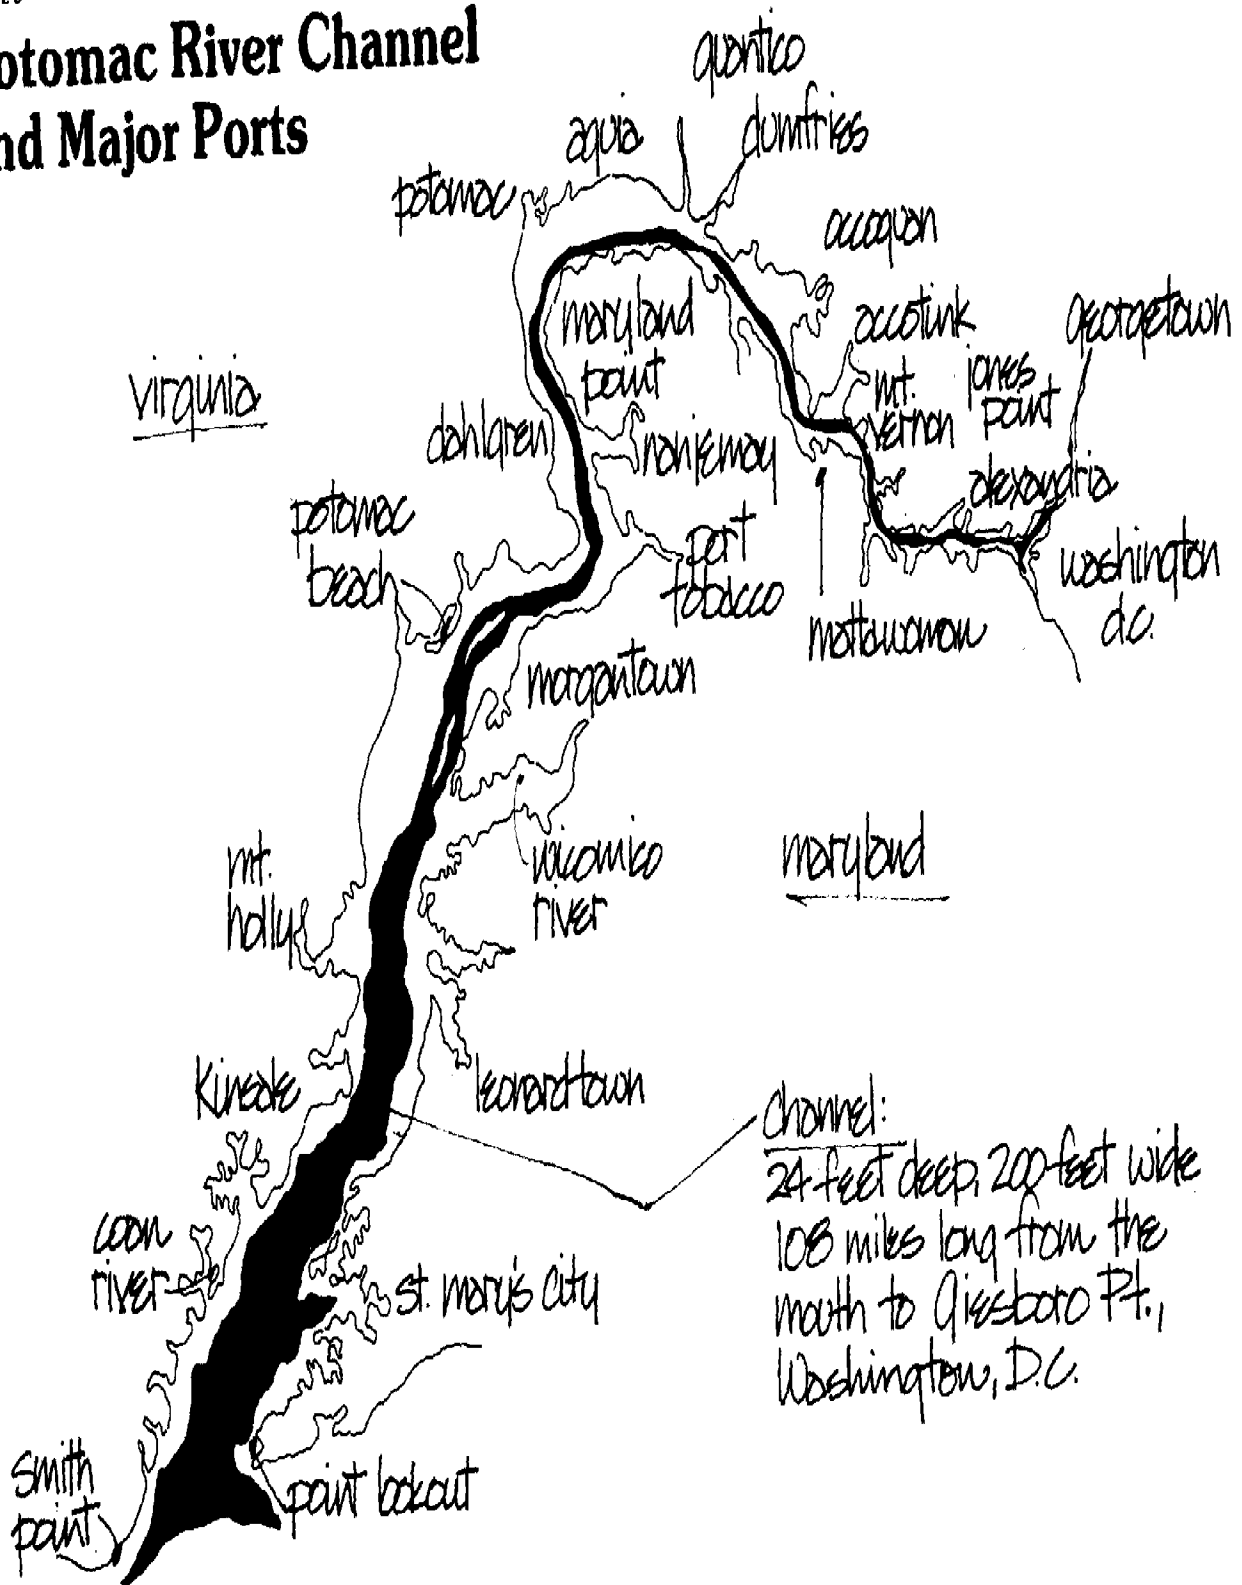 otomac River Channel
nd Major Ports
quantico
aquia
dumfries
potomac
occoquan
maryland
point
accotink
georgetown
mt.
vernon
jones
point
virginia
dahlgren
nanjemoy
alexandria
potomac
beach
port
tobacco
washington
d.c.
mattawoman
morgantown
mt.
holly
wicomico
river
maryland
Kinsale
leonardtown
channel:
24 feet deep, 200 feet wide
108 miles long from the
mouth to Giesboro Pt.,
Washington, D.C.
coan
river
st. mary's city
smith
point
point lookout